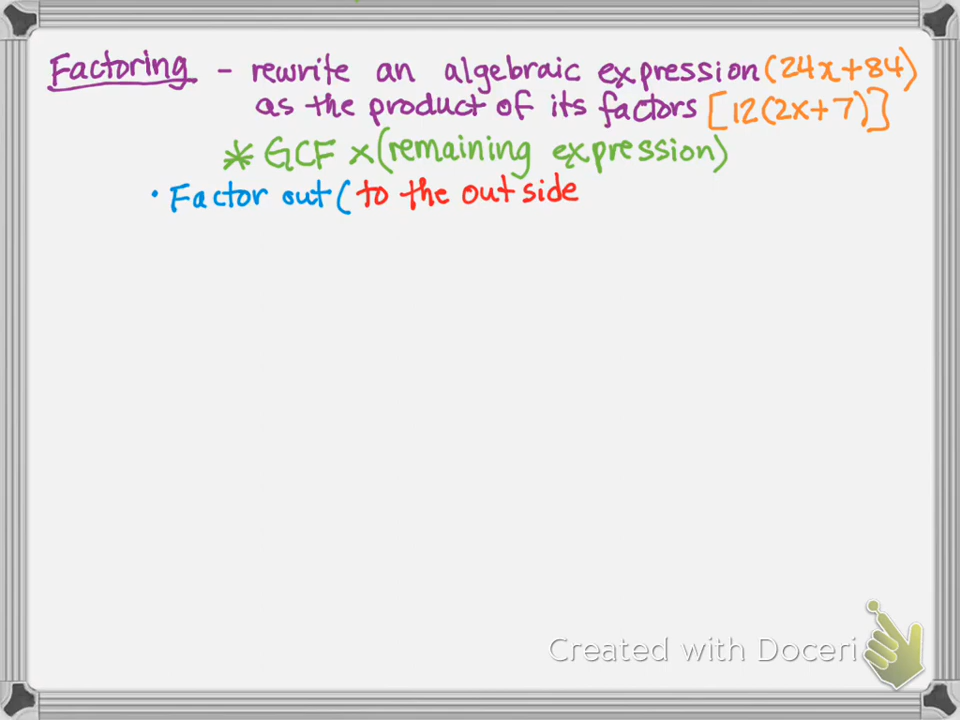 Factoring - rewrite an algebraic expression (24x+84)
as the product of its factors [12(2x+7)]
* GCF x (remaining expression)
• Factor out (to the outside
Created with Doceri